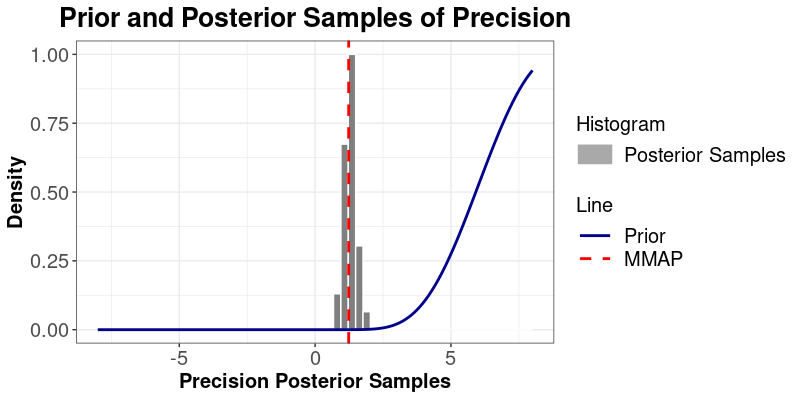 Prior and Posterior Samples of Precision
Density
1.00
0.75
0.50
0.25
0.00
-5 0 5
Precision Posterior Samples
Histogram
Posterior Samples
Line
Prior
MMAP